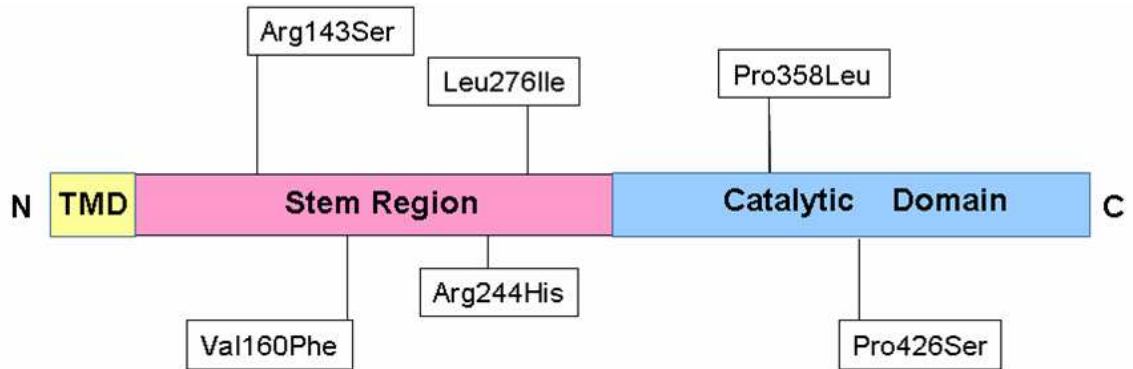 Arg143Ser
Leu276Ile
Pro358Leu
N TMD Stem Region Catalytic Domain C
Arg244His
Val160Phe
Pro426Ser